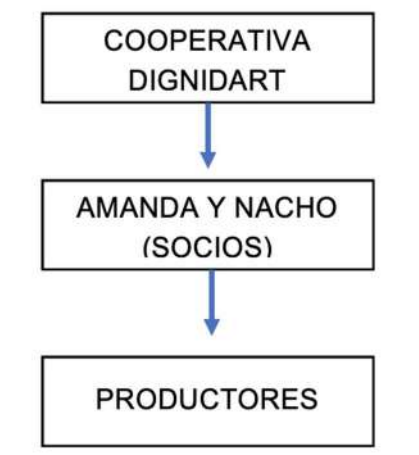 COOPERATIVA
DIGNIDART
AMANDA Y NACHO
(SOCIOS)
PRODUCTORES